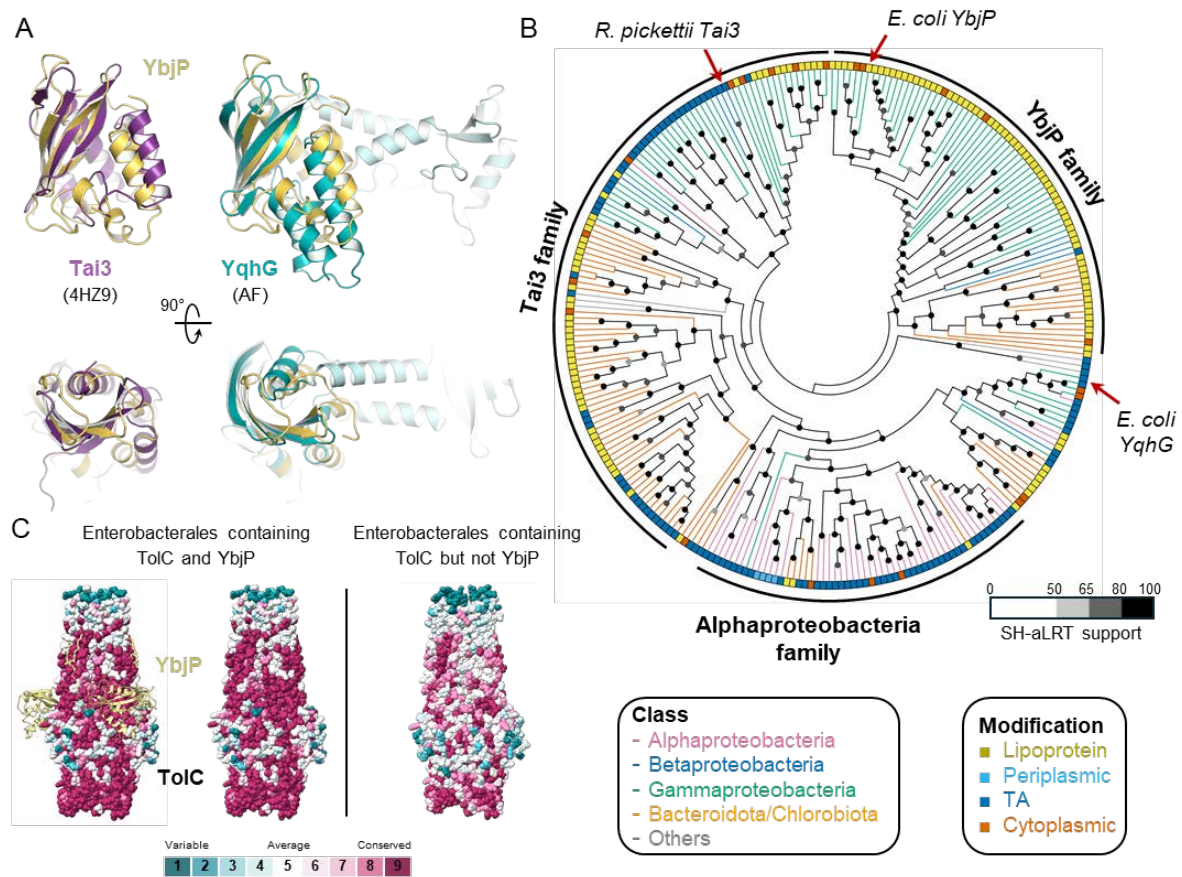 A
YbjP
Tai3
(4HZ9)
YqhG
(AF)
90°
B
R. pickettii Tai3
E. coli YbjP
YbjP family
Tai3 family
E. coli
YqhG
Alphaproteobacteria
family
0 50 65 80 100
SH-aLRT support
C
Enterobacterales containing
TolC and YbjP
Enterobacterales containing
TolC but not YbjP
YbjP
TolC
Variable Average Conserved
1 2 3 4 5 6 7 8 9
Class
- Alphaproteobacteria
- Betaproteobacteria
- Gammaproteobacteria
- Bacteroidota/Chlorobiota
- Others
Modification
Lipoprotein
Periplasmic
TA
Cytoplasmic